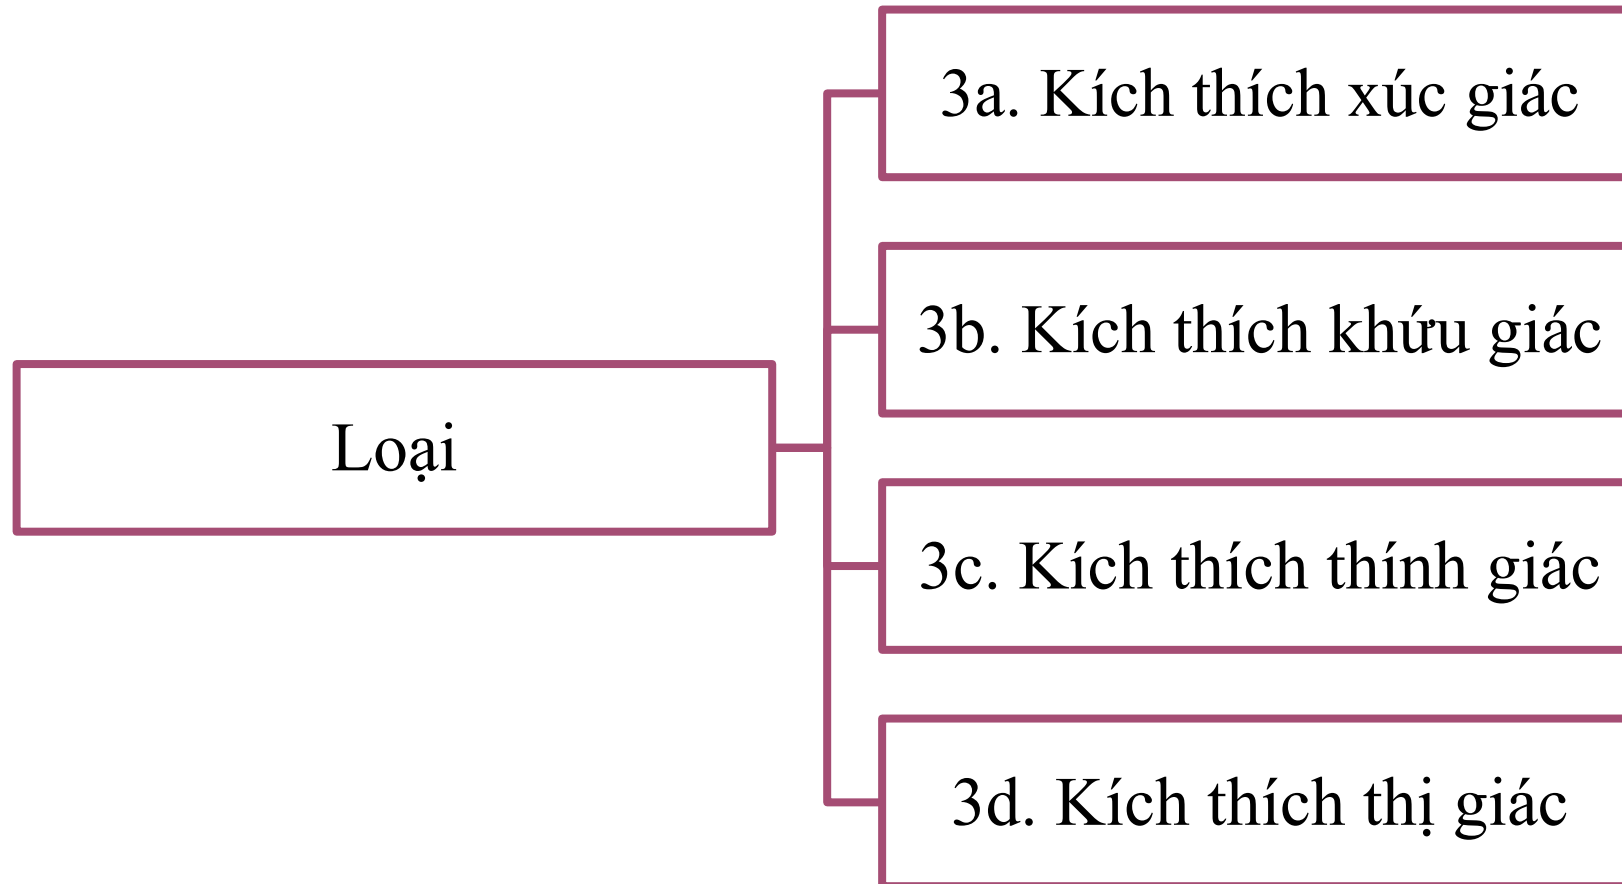 3a. Kích thích xúc giác
3b. Kích thích khứu giác
Loại
3c. Kích thích thính giác
3d. Kích thích thị giác